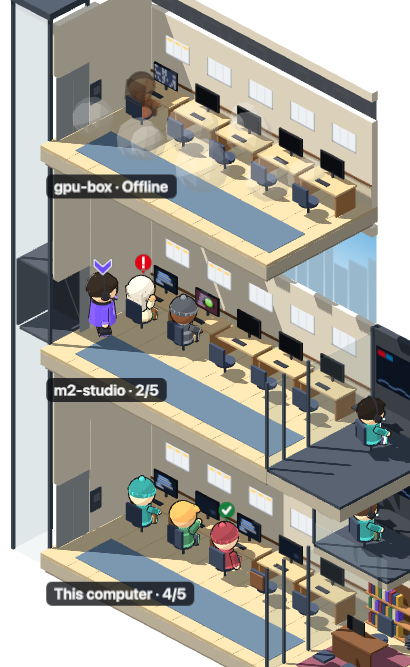 gpu-box · Offline
!
m2-studio · 2/5
This computer · 4/5